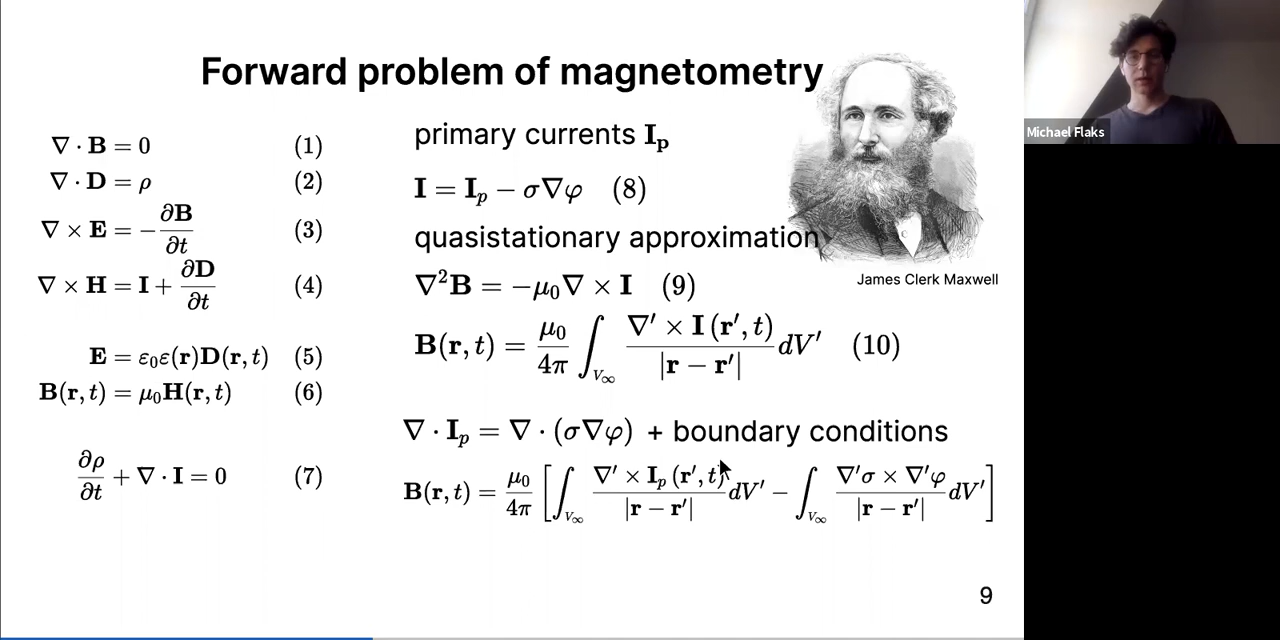 Forward problem of magnetometry
∇ · B = 0 (1)
∇ · D = ρ (2)
∇ × E = −∂B/∂t (3)
∇ × H = I + ∂D/∂t (4)
E = ε₀ε(r)D(r, t) (5)
B(r, t) = μ₀H(r, t) (6)
∂ρ/∂t + ∇ · I = 0 (7)
primary currents Iₚ
I = Iₚ − σ∇φ (8)
quasistationary approximation
∇²B = −μ₀∇ × I (9)
B(r, t) = μ₀/4π ∫_{V∞} ∇′ × I (r′, t)/|r − r′| dV′ (10)
∇ · Iₚ = ∇ · (σ∇φ) + boundary conditions
B(r, t) = μ₀/4π [∫_{V∞} ∇′ × Iₚ (r′, t)/|r − r′| dV′ − ∫_{V∞} ∇′σ × ∇′φ/|r − r′| dV′]
James Clerk Maxwell
9
Michael Flaks